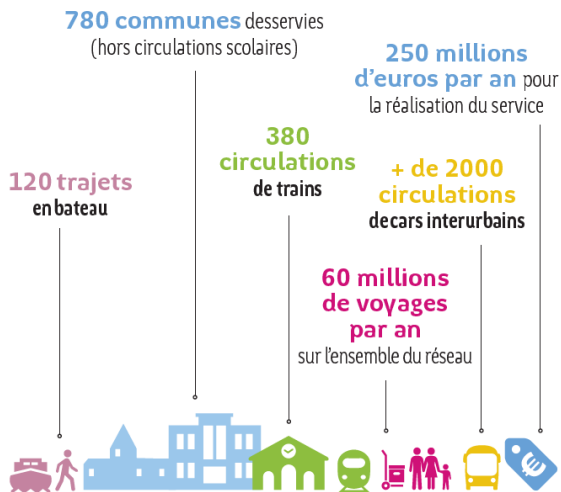 780 communes desservies
(hors circulations scolaires)
250 millions
d'euros par an pour
la réalisation du service
380
circulations
de trains
+ de 2000
circulations
de cars interurbains
120 trajets
en bateau
60 millions
de voyages
par an
sur l'ensemble du réseau
€